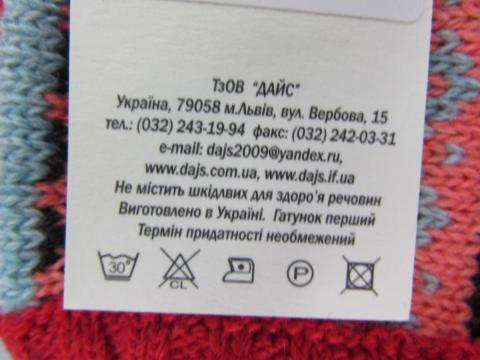 ТзОВ "ДАЙС"
Україна, 79058 м.Львів, вул. Вербова, 15
тел.: (032) 243-19-94 факс: (032) 242-03-31
e-mail: dajs2009@yandex.ru,
www.dajs.com.ua, www.dajs.if.ua
Не містить шкідлвих для здоро'я речовин
Виготовлено в Україні. Гатунок перший
Термін придатності необмежений
30° CL P